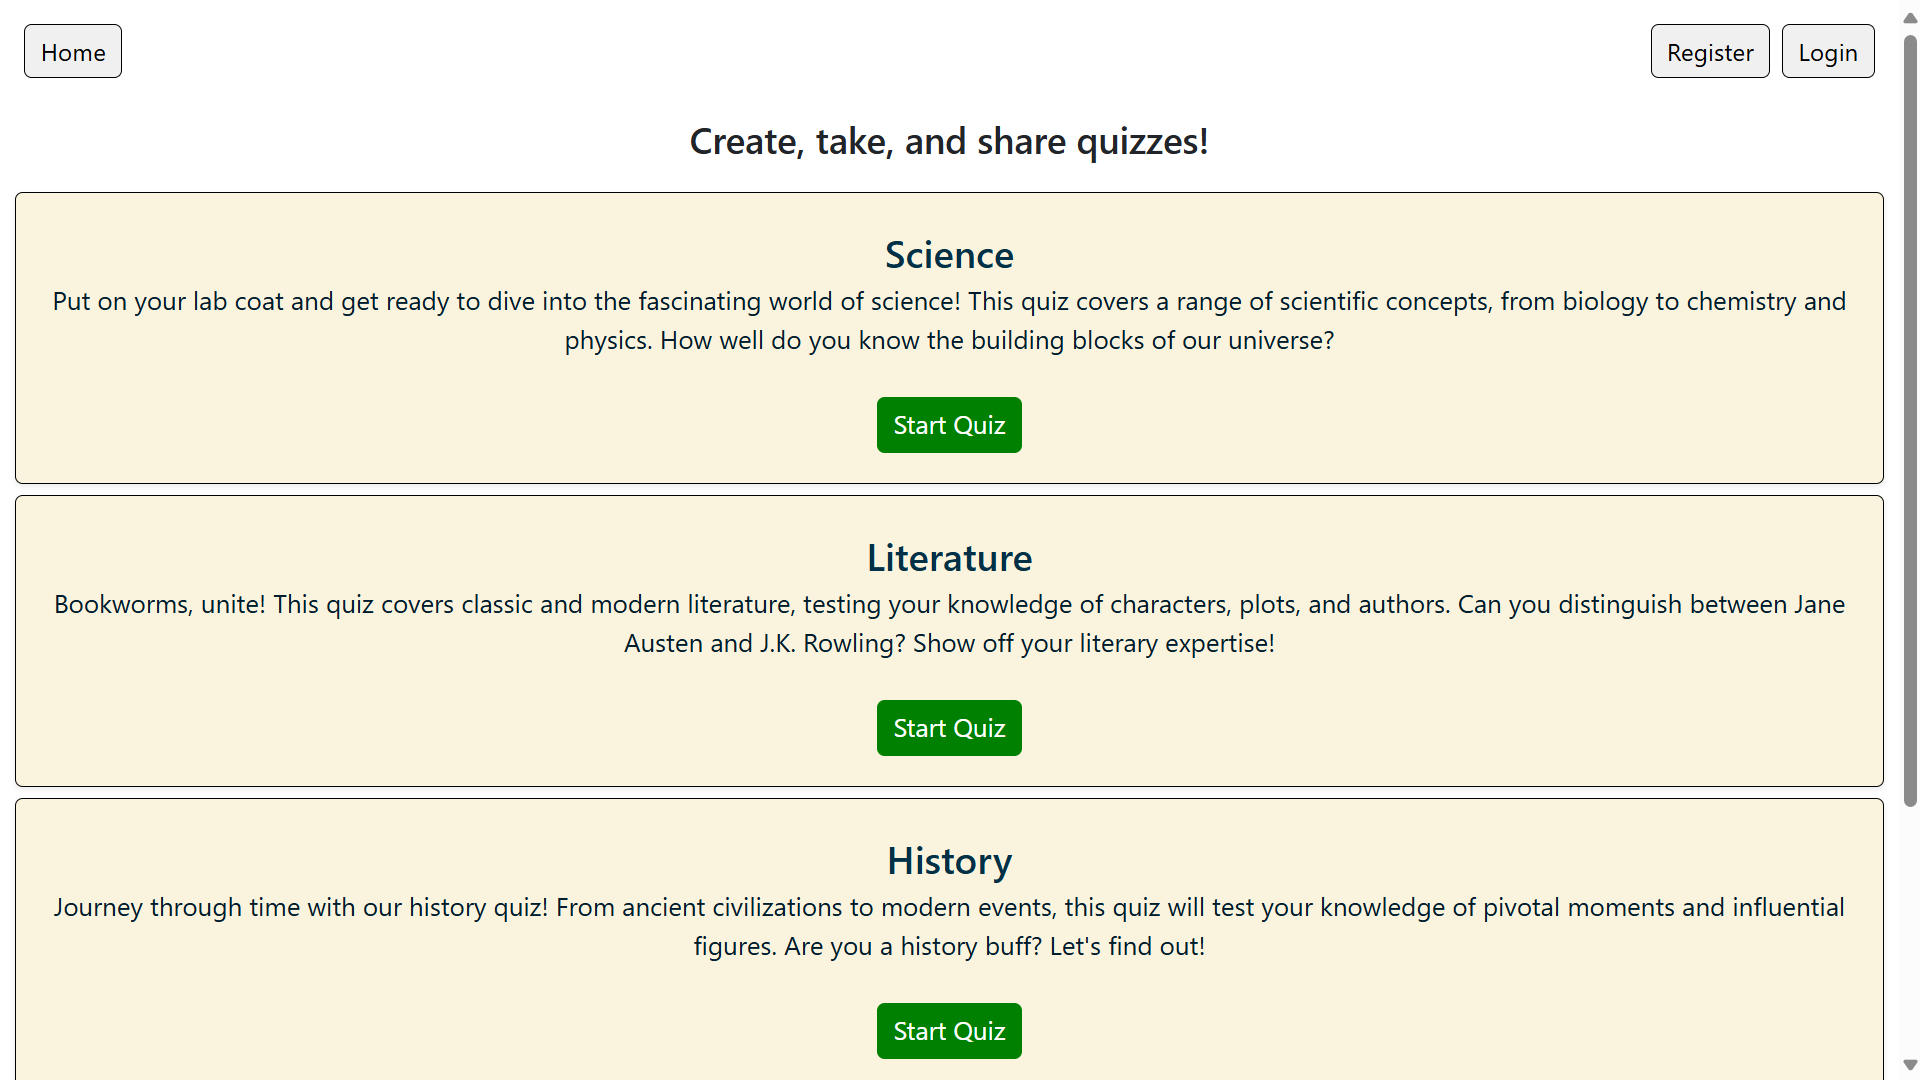 Home
Register
Login
Create, take, and share quizzes!
Science
Put on your lab coat and get ready to dive into the fascinating world of science! This quiz covers a range of scientific concepts, from biology to chemistry and
physics. How well do you know the building blocks of our universe?
Start Quiz
Literature
Bookworms, unite! This quiz covers classic and modern literature, testing your knowledge of characters, plots, and authors. Can you distinguish between Jane
Austen and J.K. Rowling? Show off your literary expertise!
Start Quiz
History
Journey through time with our history quiz! From ancient civilizations to modern events, this quiz will test your knowledge of pivotal moments and influential
figures. Are you a history buff? Let's find out!
Start Quiz